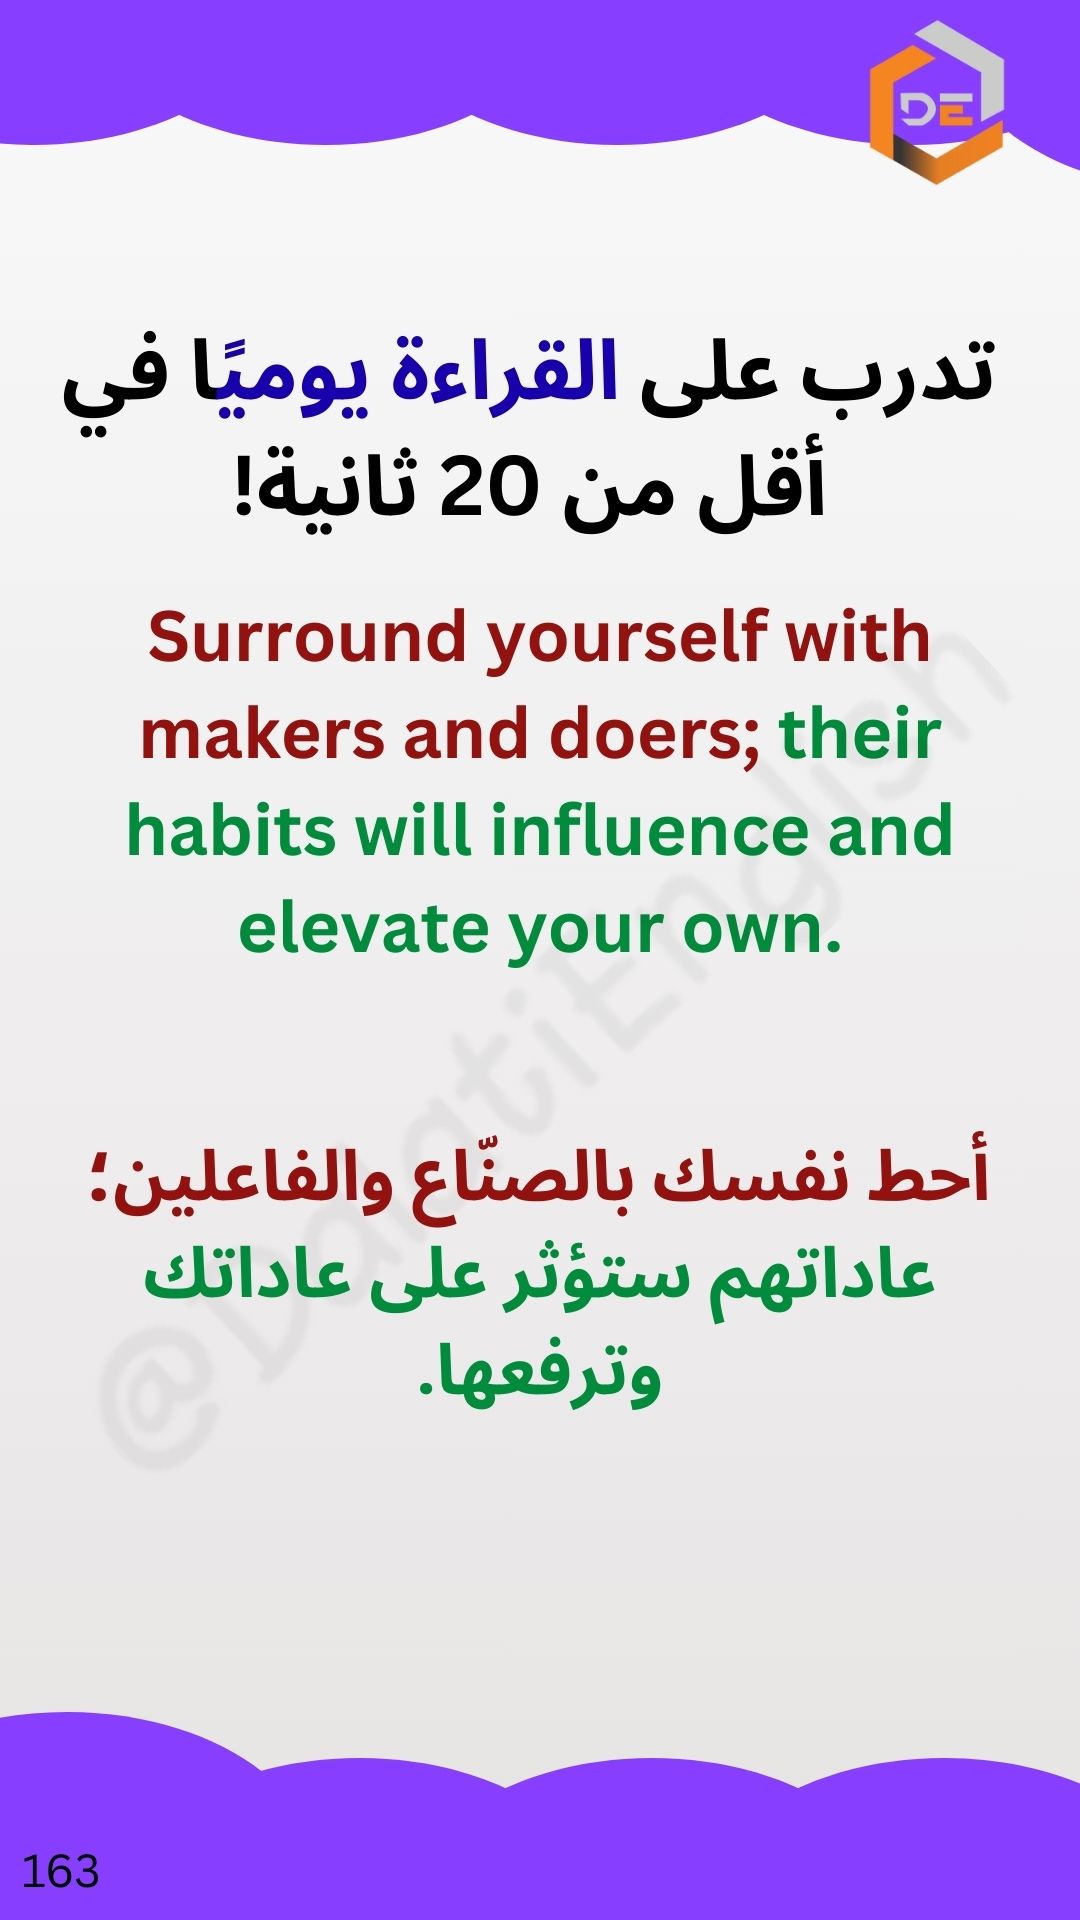 DE
تدرب على القراءة يوميًا في
أقل من 20 ثانية!
Surround yourself with
makers and doers; their
habits will influence and
elevate your own.
أحط نفسك بالصنّاع والفاعلين؛
عاداتهم ستؤثر على عاداتك
وترفعها.
@DalatiEnglish
163